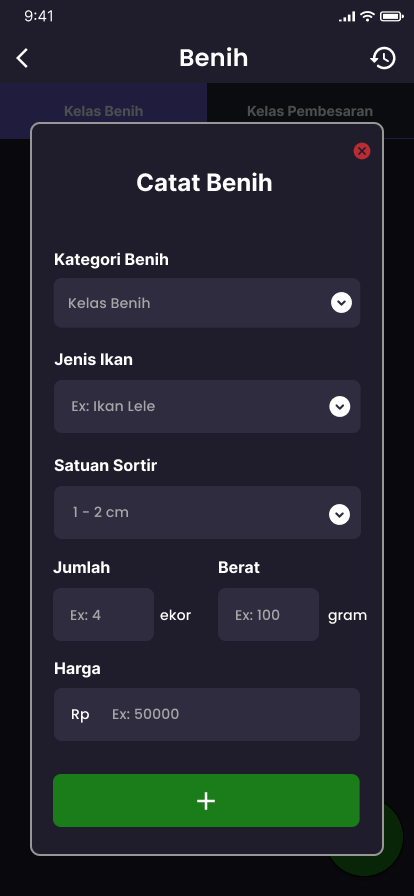 9:41
Benih
Kelas Benih
Kelas Pembesaran
Catat Benih
Kategori Benih
Kelas Benih
Jenis Ikan
Ex: Ikan Lele
Satuan Sortir
1 - 2 cm
Jumlah
Berat
Ex: 4
ekor
Ex: 100
gram
Harga
Rp
Ex: 50000